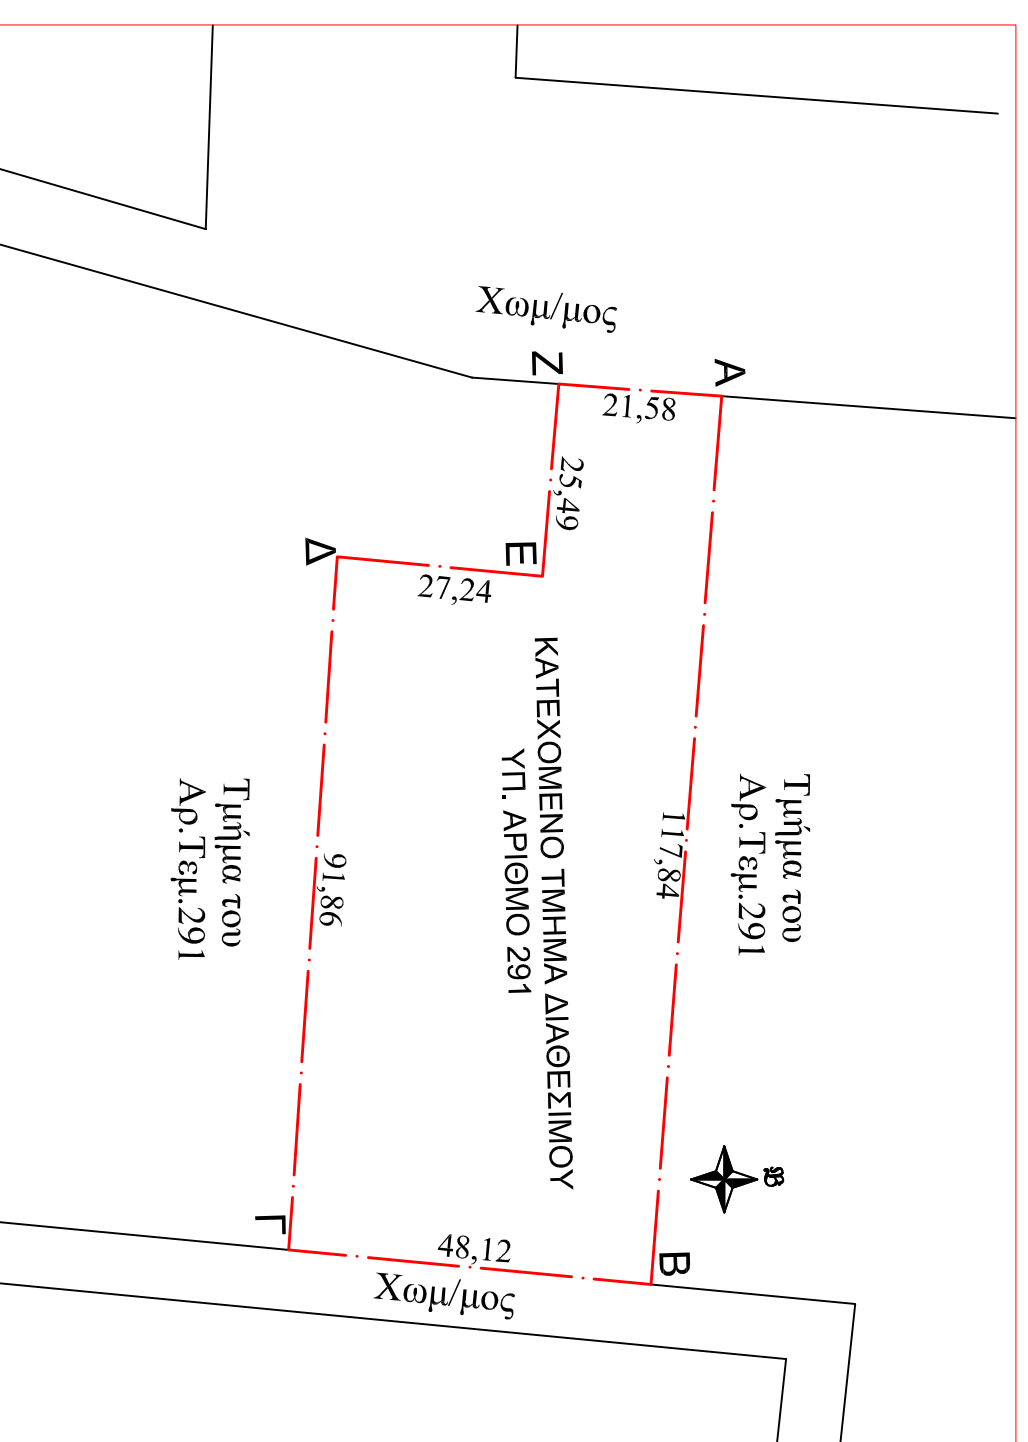 Χωμ/μος
Ζ
Α
21,58
25,49
Ε
Δ
27,24
ΚΑΤΕΧΟΜΕΝΟ ΤΜΗΜΑ ΔΙΑΘΕΣΙΜΟΥ
ΥΠ. ΑΡΙΘΜΟ 291
Τμήμα του
Αρ.Τεμ.291
117,84
Τμήμα του
Αρ.Τεμ.291
91,86
Β
Γ
Β
48,12
Χωμ/μος